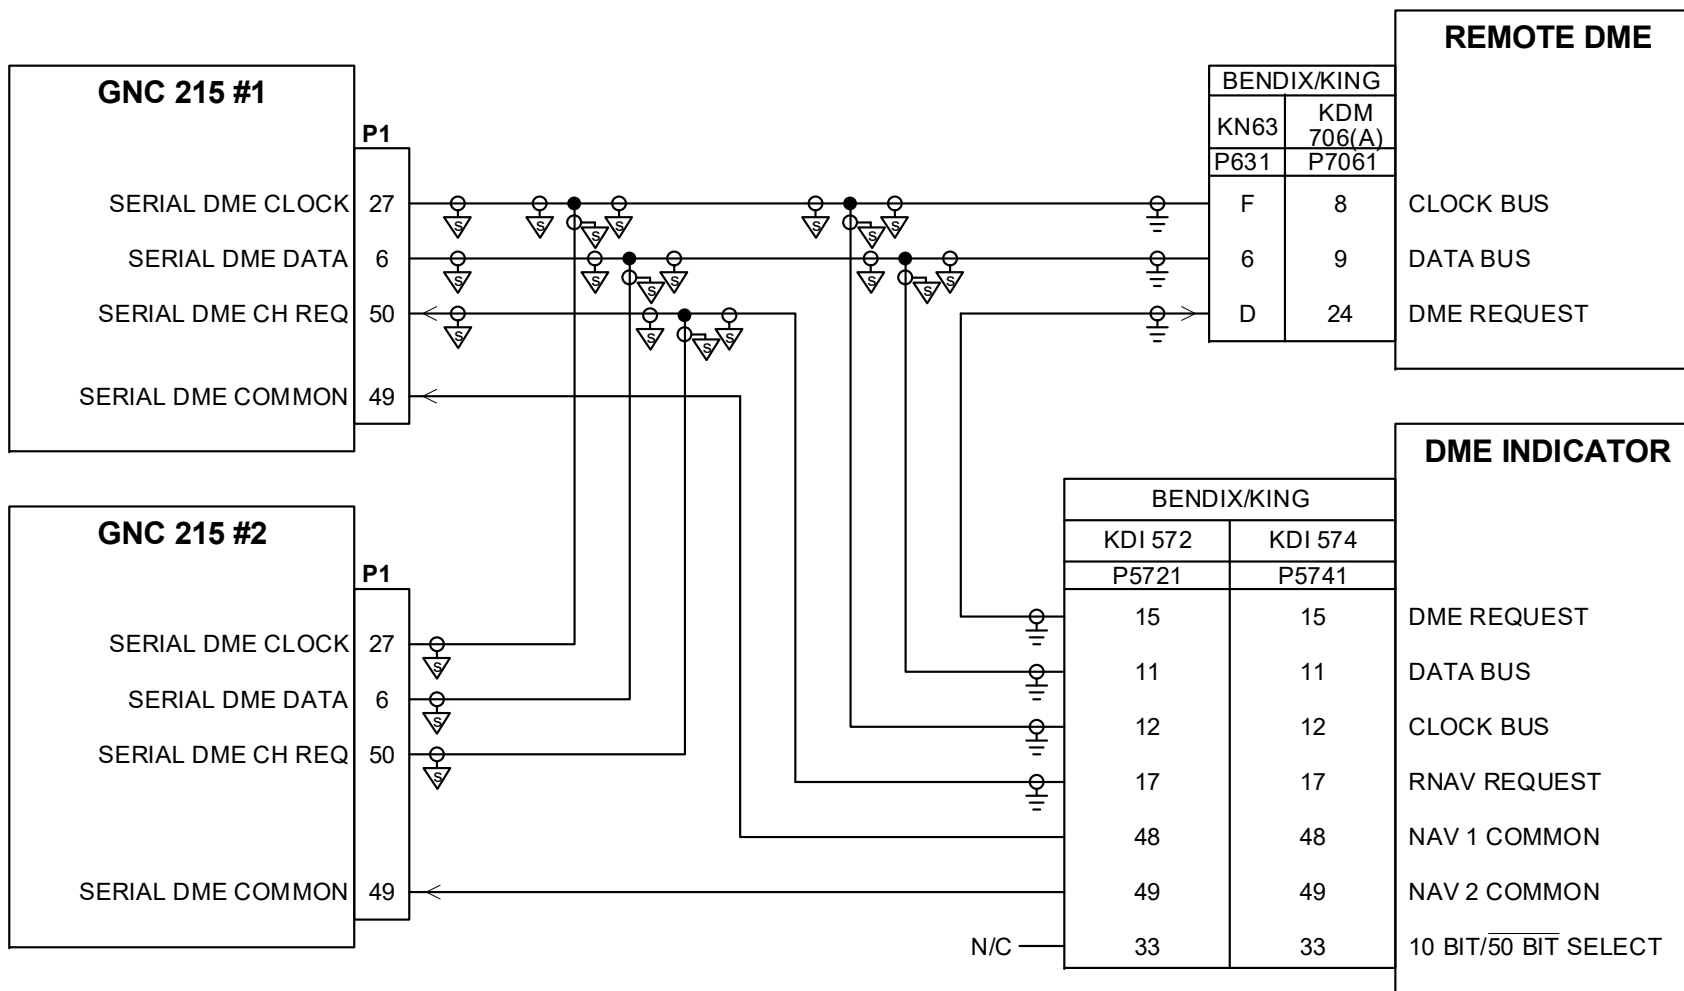 REMOTE DME
BENDIX/KING
KN63 KDM
706(A)
P631 P7061
F 8 CLOCK BUS
6 9 DATA BUS
D 24 DME REQUEST
GNC 215 #1
P1
SERIAL DME CLOCK 27
SERIAL DME DATA 6
SERIAL DME CH REQ 50
SERIAL DME COMMON 49
S S S S S S S
S S S S S S S
S S S S
GNC 215 #2
P1
SERIAL DME CLOCK 27
SERIAL DME DATA 6
SERIAL DME CH REQ 50
SERIAL DME COMMON 49
S
S
S
DME INDICATOR
BENDIX/KING
KDI 572 KDI 574
P5721 P5741
15 15 DME REQUEST
11 11 DATA BUS
12 12 CLOCK BUS
17 17 RNAV REQUEST
48 48 NAV 1 COMMON
49 49 NAV 2 COMMON
N/C 33 33 10 BIT/50 BIT SELECT